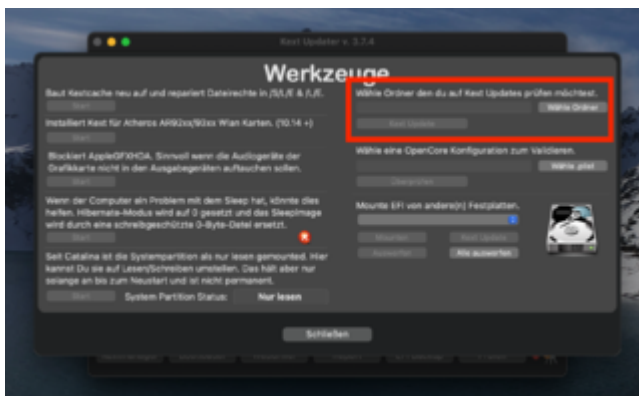 Kext Updater v. 3.7.4
Werkzeuge
Baut Kextcache neu auf und repariert Dateirechte in /S/L/E & /L/E.
Start
Installiert Kext für Atheros AR92xx/93xx Wlan Karten. (10.14 +)
Start
Blockiert AppleGFXHDA. Sinnvoll wenn die Audiogeräte der
Grafikkarte nicht in den Ausgabegeräten auftauchen sollen.
Start
Wenn der Computer ein Problem mit dem Sleep hat, könnte dies
helfen. Hibernate-Modus wird auf 0 gesetzt und das Sleepimage
wird durch eine schreibgeschützte 0-Byte-Datei ersetzt.
Start
Seit Catalina ist die Systempartition als nur lesen gemounted. Hier
kannst Du sie auf Lesen/Schreiben umstellen. Das hält aber nur
solange an bis zum Neustart und ist nicht permanent.
Start System Partition Status: Nur lesen
Wähle Ordner den du auf Kext Updates prüfen möchtest.
Wähle Ordner
Kext Update
Wähle eine OpenCore Konfiguration zum Validieren.
Wähle .plist
Überprüfen
Mounte EFI von andere(n) Festplatten.
Mounten Kext Update
Auswerfen Alle auswerfen
Schließen